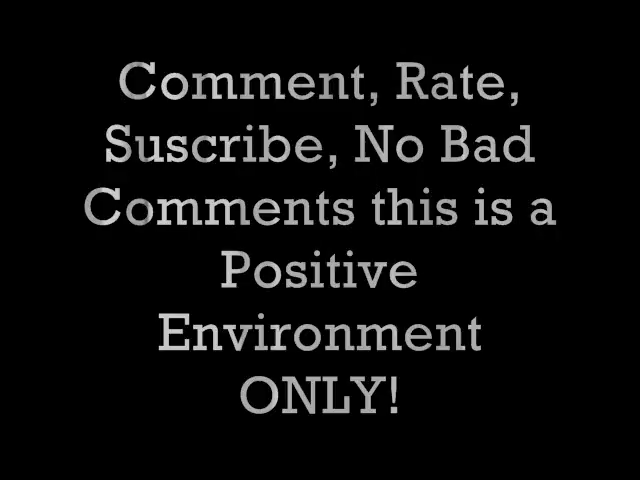 Comment, Rate,
Suscribe, No Bad
Comments this is a
Positive
Environment
ONLY!